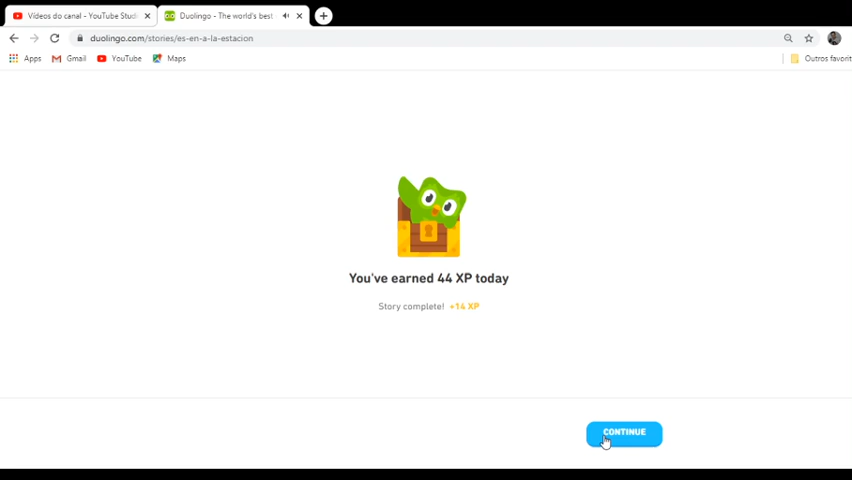 Vídeos do canal - YouTube Studi
Duolingo - The world's best
duolingo.com/stories/es-en-a-la-estacion
Apps Gmail YouTube Maps Outros favorit
You've earned 44 XP today
Story complete! +14 XP
CONTINUE